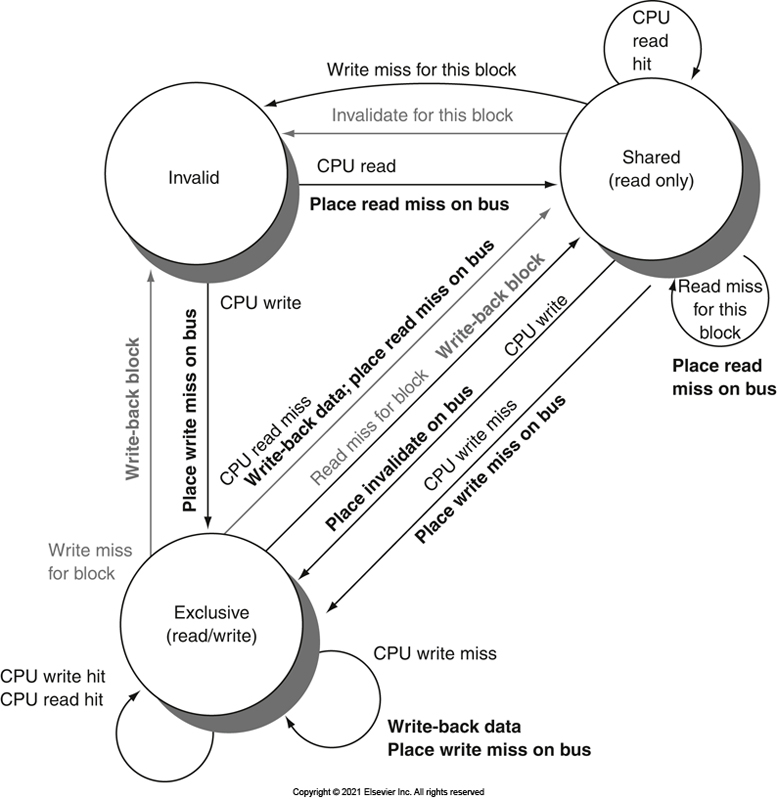 CPU
read
hit
Write miss for this block
Invalidate for this block
Invalid
Shared
(read only)
CPU read
Place read miss on bus
CPU write
Place write miss on bus
Write-back block
Write miss
for block
CPU read miss
Write-back data; place read miss on bus
Read miss for block
Write-back block
CPU write
Place invalidate on bus
CPU write miss
Place write miss on bus
Read miss
for this
block
Place read
miss on bus
Exclusive
(read/write)
CPU write hit
CPU read hit
CPU write miss
Write-back data
Place write miss on bus
Copyright © 2021 Elsevier Inc. All rights reserved